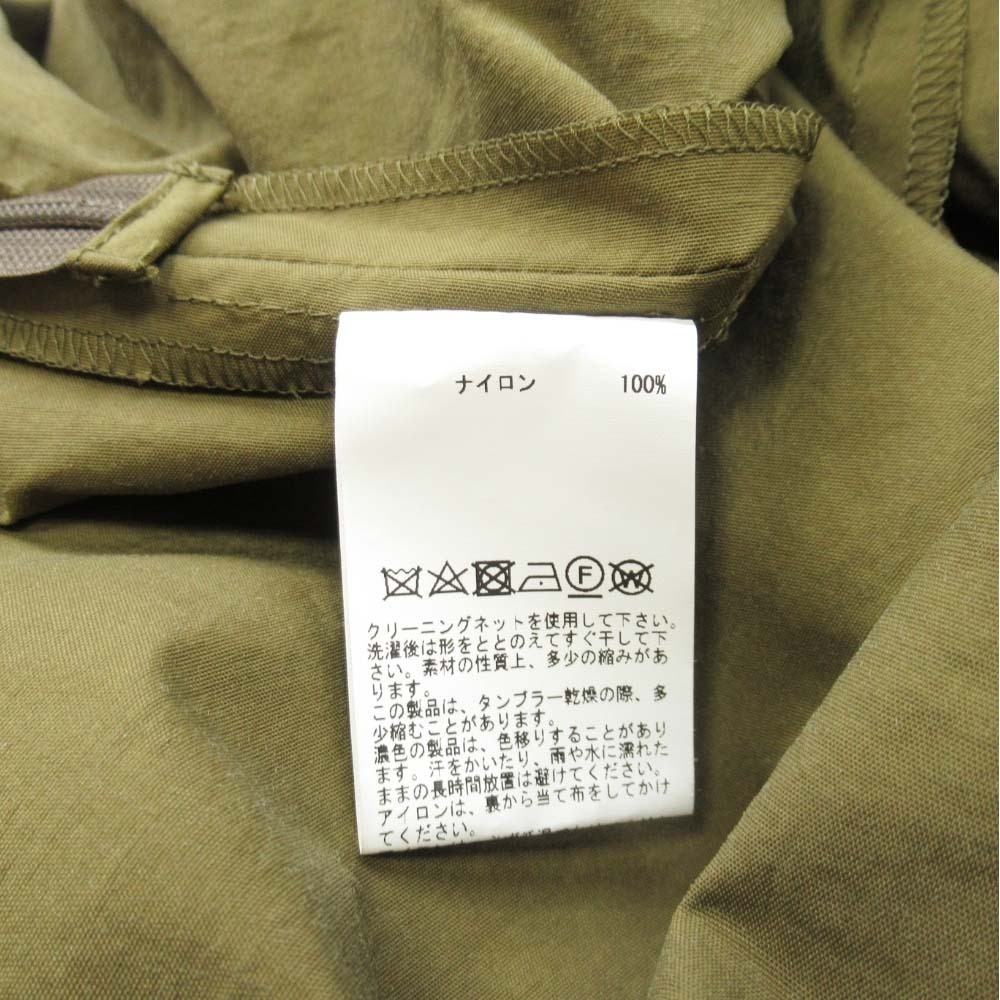 ナイロン 100%
F W
クリーニングネットを使用して下さい。
洗濯後は形をととのえてすぐ干して下
さい。素材の性質上、多少の縮みがあ
ります。
この製品は、タンブラー乾燥の際、多
少縮むことがあります。
濃色の製品は、色移りすることがあり
ます。汗をかいたり、雨や水に濡れた
ままの長時間放置は避けてください。
アイロンは、裏から当て布をしてかけ
てください。